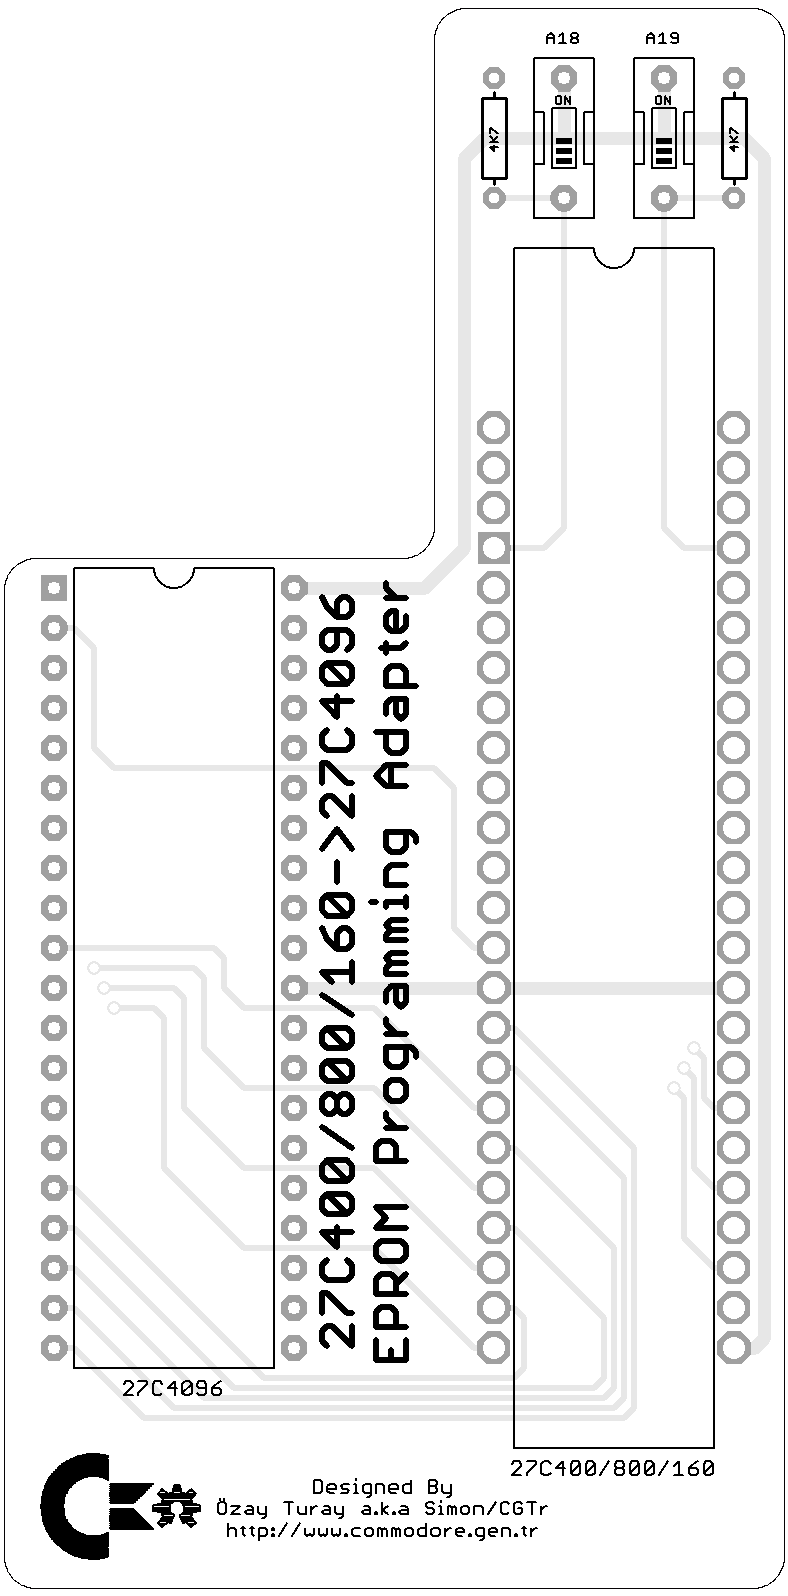 A18 A19
ON ON
4K7 4K7
27C400/800/160->27C4096
EPROM Programming Adapter
27C4096
27C400/800/160
Designed By
Özay Turay a.k.a Simon/CGTr
http://www.commodore.gen.tr